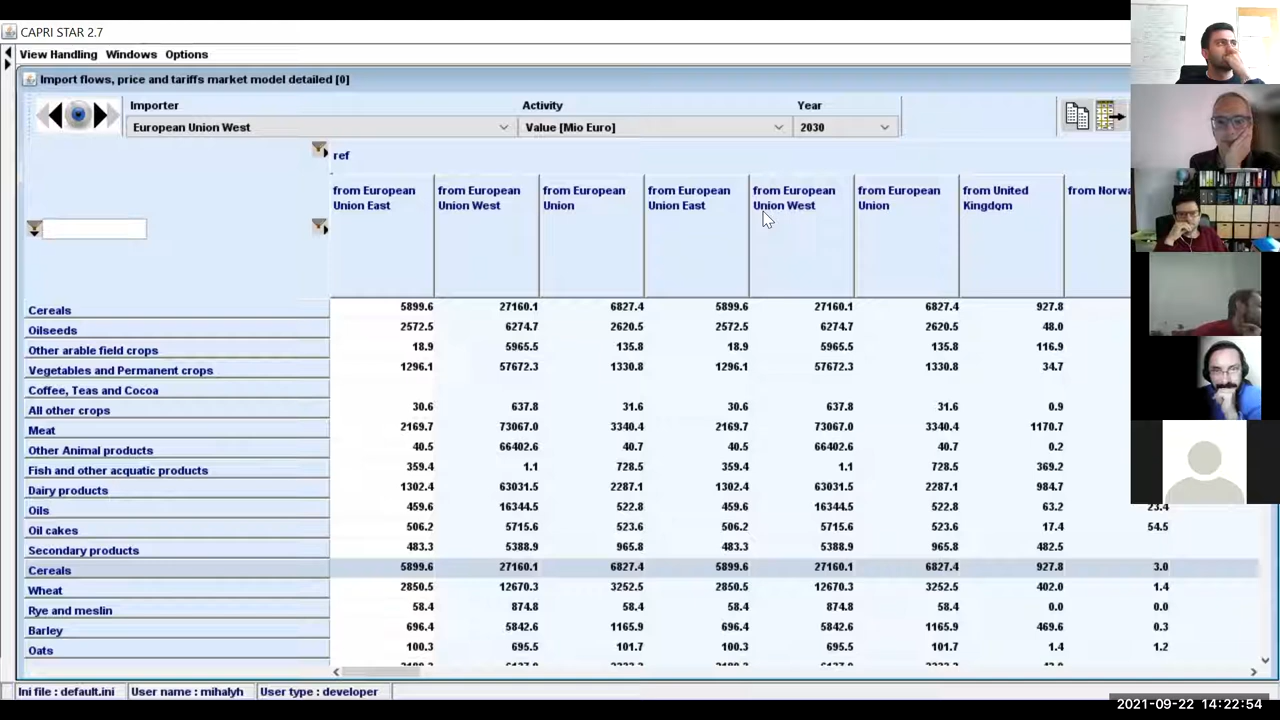 CAPRI STAR 2.7
View Handling Windows Options
Import flows, price and tariffs market model detailed [0]
Importer Activity Year
European Union West Value [Mio Euro] 2030
ref
from European Union East from European Union West from European Union from European Union East from European Union West from European Union from United Kingdom from Norwa
Cereals 5899.6 27160.1 6827.4 5899.6 27160.1 6827.4 927.8
Oilseeds 2572.5 6274.7 2620.5 2572.5 6274.7 2620.5 48.0
Other arable field crops 18.9 5965.5 135.8 18.9 5965.5 135.8 116.9
Vegetables and Permanent crops 1296.1 57672.3 1330.8 1296.1 57672.3 1330.8 34.7
Coffee, Teas and Cocoa
All other crops 30.6 637.8 31.6 30.6 637.8 31.6 0.9
Meat 2169.7 73067.0 3340.4 2169.7 73067.0 3340.4 1170.7
Other Animal products 40.5 66402.6 40.7 40.5 66402.6 40.7 0.2
Fish and other acquatic products 359.4 1.1 728.5 359.4 1.1 728.5 369.2
Dairy products 1302.4 63031.5 2287.1 1302.4 63031.5 2287.1 984.7
Oils 459.6 16344.5 522.8 459.6 16344.5 522.8 63.2 23.4
Oil cakes 506.2 5715.6 523.6 506.2 5715.6 523.6 17.4 54.5
Secondary products 483.3 5388.9 965.8 483.3 5388.9 965.8 482.5
Cereals 5899.6 27160.1 6827.4 5899.6 27160.1 6827.4 927.8 3.0
Wheat 2850.5 12670.3 3252.5 2850.5 12670.3 3252.5 402.0 1.4
Rye and meslin 58.4 874.8 58.4 58.4 874.8 58.4 0.0 0.0
Barley 696.4 5842.6 1165.9 696.4 5842.6 1165.9 469.6 0.3
Oats 100.3 695.5 101.7 100.3 695.5 101.7 1.4 1.2
Ini file : default.ini User name : mihalyh User type : developer
2021-09-22 14:22:54